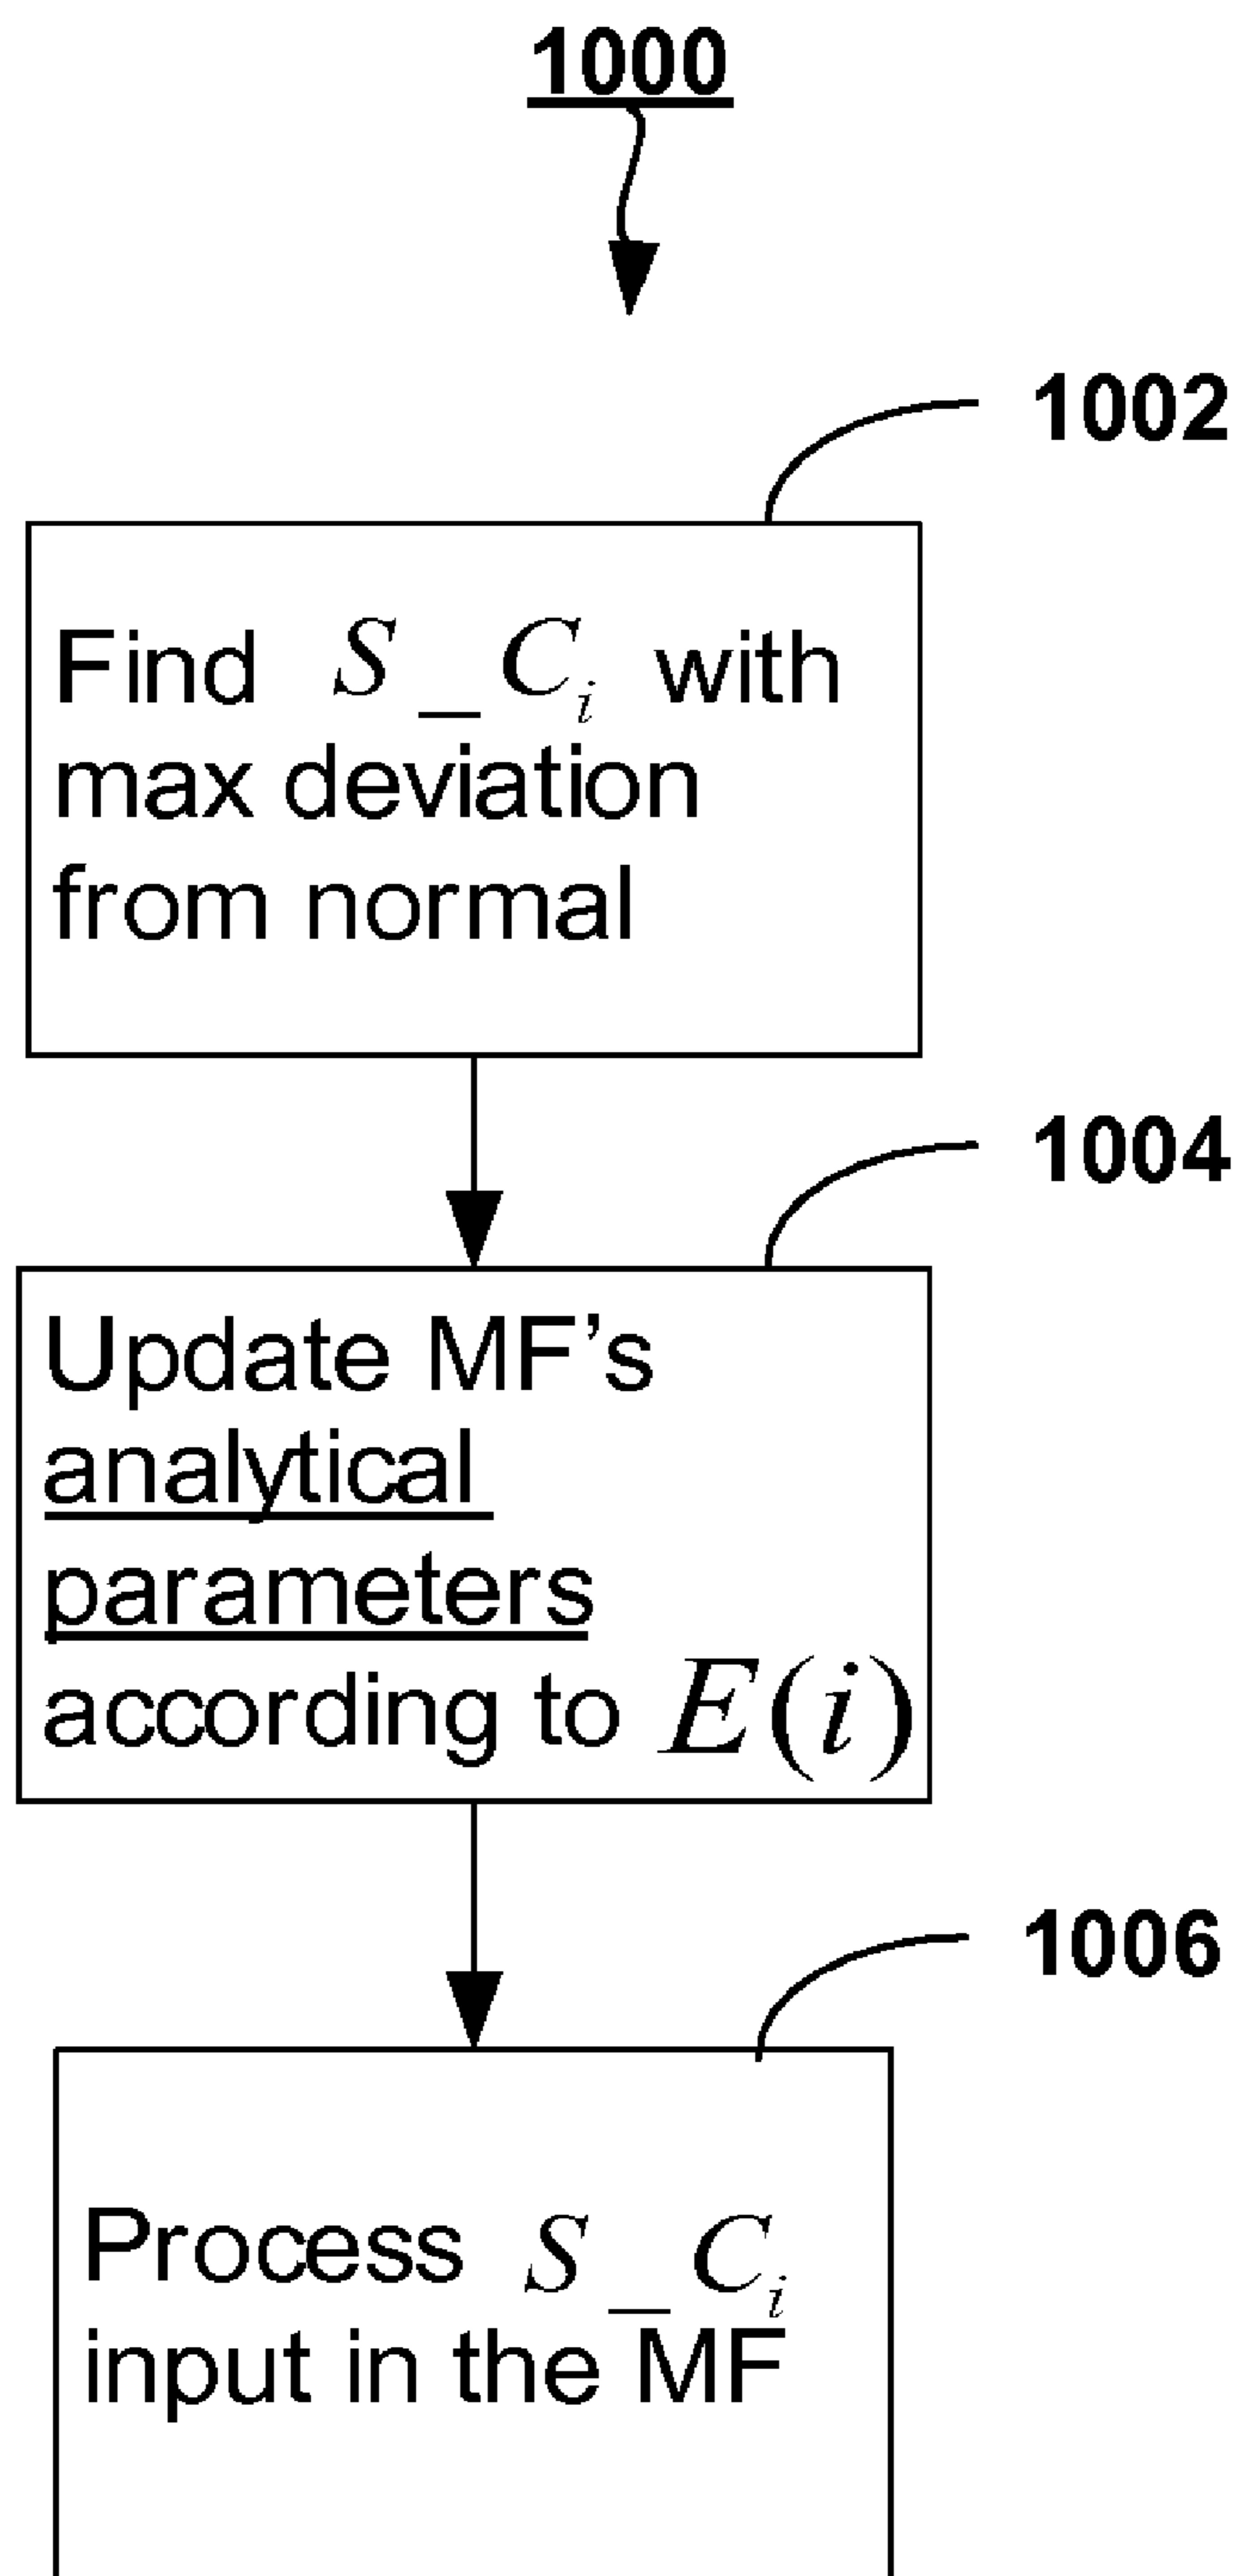 1000
1002
Find S_C_i with
max deviation
from normal
1004
Update MF's
analytical
parameters
according to E(i)
1006
Process S_C_i
input in the MF